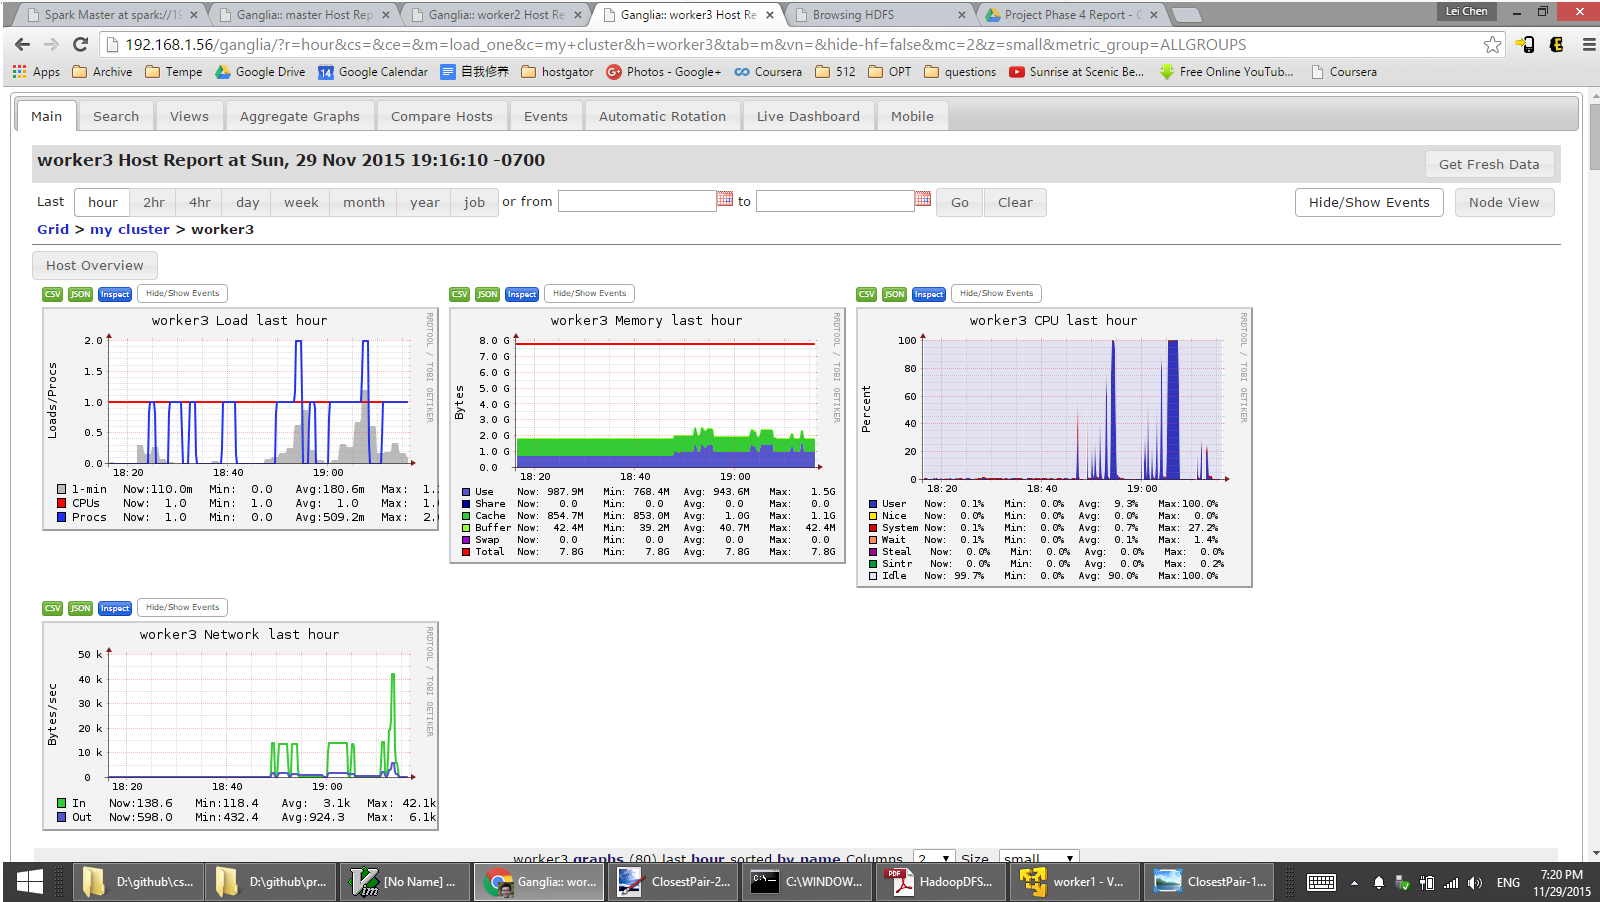 Lei Chen
Spark Master at spark://19
Ganglia:: master Host Rep
Ganglia:: worker2 Host Re
Ganglia:: worker3 Host Re
Browsing HDFS
Project Phase 4 Report - G
192.168.1.56/ganglia/?r=hour&cs=&ce=&m=load_one&c=my+cluster&h=worker3&tab=m&vn=&hide-hf=false&mc=2&z=small&metric_group=ALLGROUPS
Apps Archive Tempe Google Drive 14 Google Calendar 自我修养 hostgator Photos - Google+ Coursera 512 OPT questions Sunrise at Scenic Be... Free Online YouTub... Coursera
Main Search Views Aggregate Graphs Compare Hosts Events Automatic Rotation Live Dashboard Mobile
worker3 Host Report at Sun, 29 Nov 2015 19:16:10 -0700
Get Fresh Data
Last hour 2hr 4hr day week month year job or from to Go Clear
Hide/Show Events Node View
Grid > my cluster > worker3
Host Overview
CSV JSON Inspect Hide/Show Events
worker3 Load last hour
RRDTOOL / TOBI OETIKER
Loads/Procs
2.0
1.5
1.0
0.5
0.0
18:20 18:40 19:00
1-min Now:110.0m Min: 0.0 Avg:180.6m Max: 1.
CPUs Now: 1.0 Min: 1.0 Avg: 1.0 Max: 1.
Procs Now: 1.0 Min: 0.0 Avg:509.2m Max: 2.
CSV JSON Inspect Hide/Show Events
worker3 Memory last hour
RRDTOOL / TOBI OETIKER
Bytes
8.0 G
7.0 G
6.0 G
5.0 G
4.0 G
3.0 G
2.0 G
1.0 G
0.0
18:20 18:40 19:00
Use Now: 987.9M Min: 768.4M Avg: 943.6M Max: 1.5G
Share Now: 0.0 Min: 0.0 Avg: 0.0 Max: 0.0
Cache Now: 854.7M Min: 853.0M Avg: 1.0G Max: 1.1G
Buffer Now: 42.4M Min: 39.2M Avg: 40.7M Max: 42.4M
Swap Now: 0.0 Min: 0.0 Avg: 0.0 Max: 0.0
Total Now: 7.8G Min: 7.8G Avg: 7.8G Max: 7.8G
CSV JSON Inspect Hide/Show Events
worker3 CPU last hour
RRDTOOL / TOBI OETIKER
Percent
100
80
60
40
20
0
18:20 18:40 19:00
User Now: 0.1% Min: 0.0% Avg: 9.3% Max:100.0%
Nice Now: 0.0% Min: 0.0% Avg: 0.0% Max: 0.0%
System Now: 0.1% Min: 0.0% Avg: 0.7% Max: 27.2%
Wait Now: 0.1% Min: 0.0% Avg: 0.1% Max: 1.4%
Steal Now: 0.0% Min: 0.0% Avg: 0.0% Max: 0.0%
Sintr Now: 0.0% Min: 0.0% Avg: 0.0% Max: 0.2%
Idle Now: 99.7% Min: 0.0% Avg: 90.0% Max:100.0%
CSV JSON Inspect Hide/Show Events
worker3 Network last hour
RRDTOOL / TOBI OETIKER
Bytes/sec
50 k
40 k
30 k
20 k
10 k
0
18:20 18:40 19:00
In Now:138.6 Min:118.4 Avg: 3.1k Max: 42.1k
Out Now:598.0 Min:432.4 Avg:924.3 Max: 6.1k
worker3 graphs (80) last hour sorted by name Columns 2 Size small
D:\github\cs...
D:\github\pr...
[No Name] ...
Ganglia:: wor...
ClosestPair-2...
C:\WINDOW...
PDF HadoopDFS...
worker1 - V...
ClosestPair-1...
ENG
7:20 PM
11/29/2015